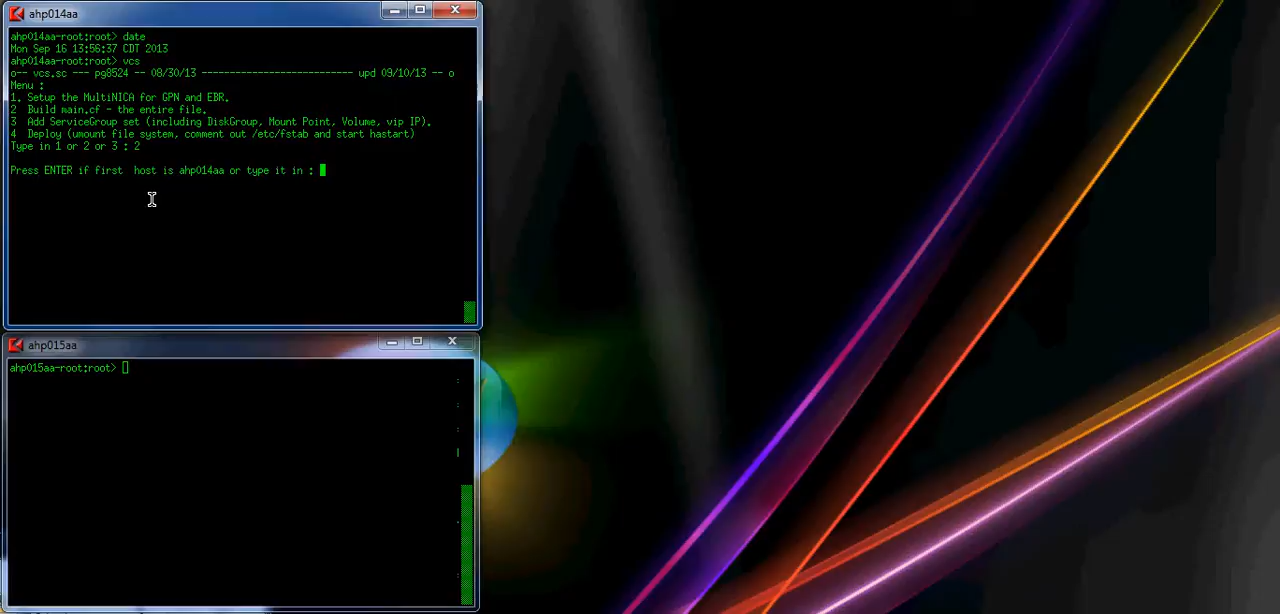 ahp014aa
ahp014aa-root:root> date
Mon Sep 16 13:56:37 CDT 2013
ahp014aa-root:root> vcs
o-- vcs.sc --- pg8524 -- 08/30/13 --------------------------- upd 09/10/13 -- o
Menu :
1. Setup the MultiNICA for GPN and EBR.
2  Build main.cf - the entire file.
3  Add ServiceGroup set (including DiskGroup, Mount Point, Volume, vip IP).
4  Deploy (umount file system, comment out /etc/fstab and start hastart)
Type in 1 or 2 or 3 : 2
Press ENTER if first  host is ahp014aa or type it in :
ahp015aa
ahp015aa-root:root>